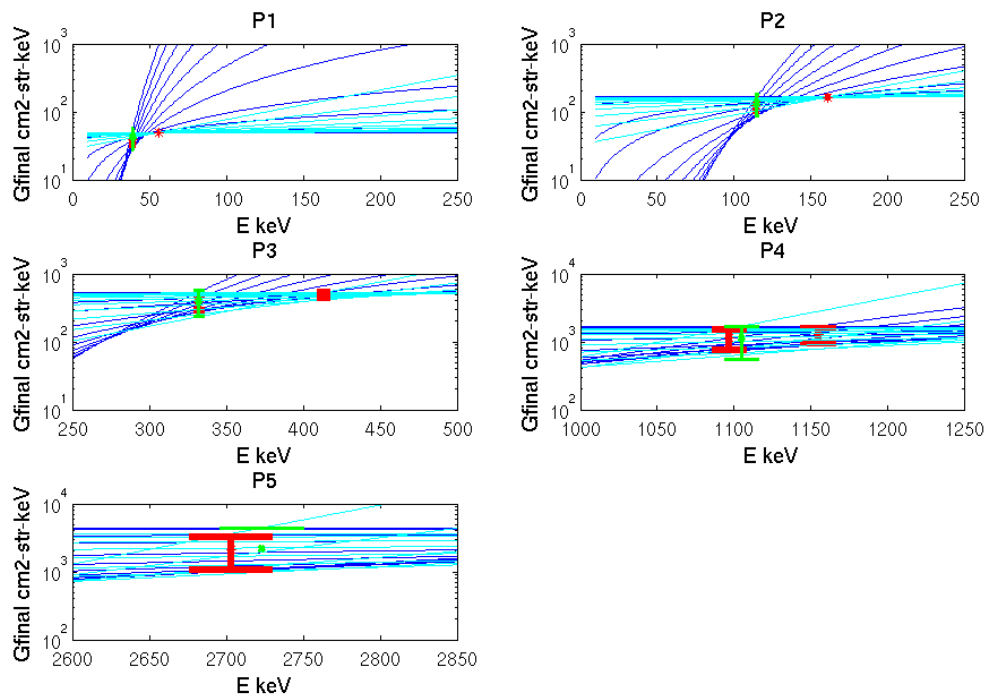 P1
Gfinal cm2-str-keV
10^3
10^2
10^1
0 50 100 150 200 250
E keV
P2
Gfinal cm2-str-keV
10^3
10^2
10^1
0 50 100 150 200 250
E keV
P3
Gfinal cm2-str-keV
10^3
10^2
10^1
250 300 350 400 450 500
E keV
P4
Gfinal cm2-str-keV
10^4
10^3
10^2
1000 1050 1100 1150 1200 1250
E keV
P5
Gfinal cm2-str-keV
10^4
10^3
10^2
2600 2650 2700 2750 2800 2850
E keV